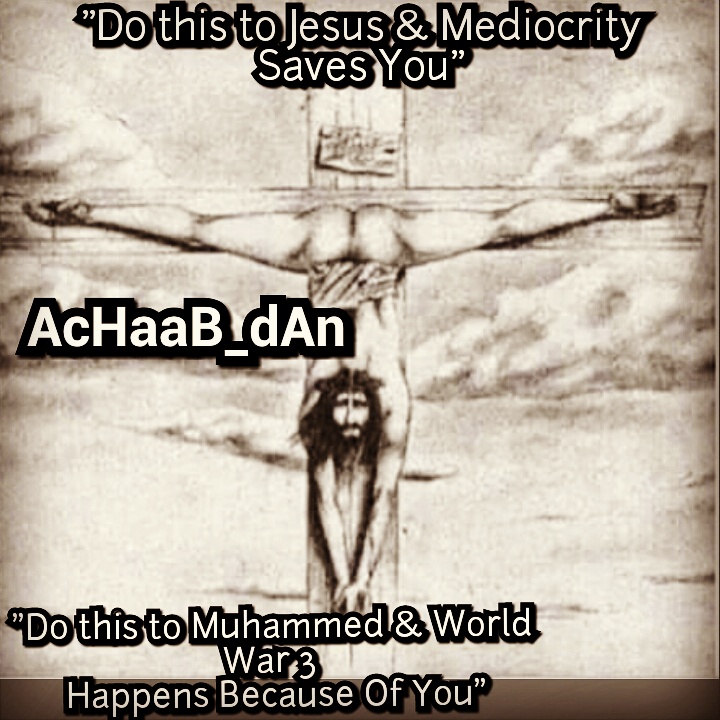 ”Do this to Jesus & Mediocrity
Saves You”
AcHaaB_dAn
”Do this to Muhammed & World
War 3
Happens Because Of You”